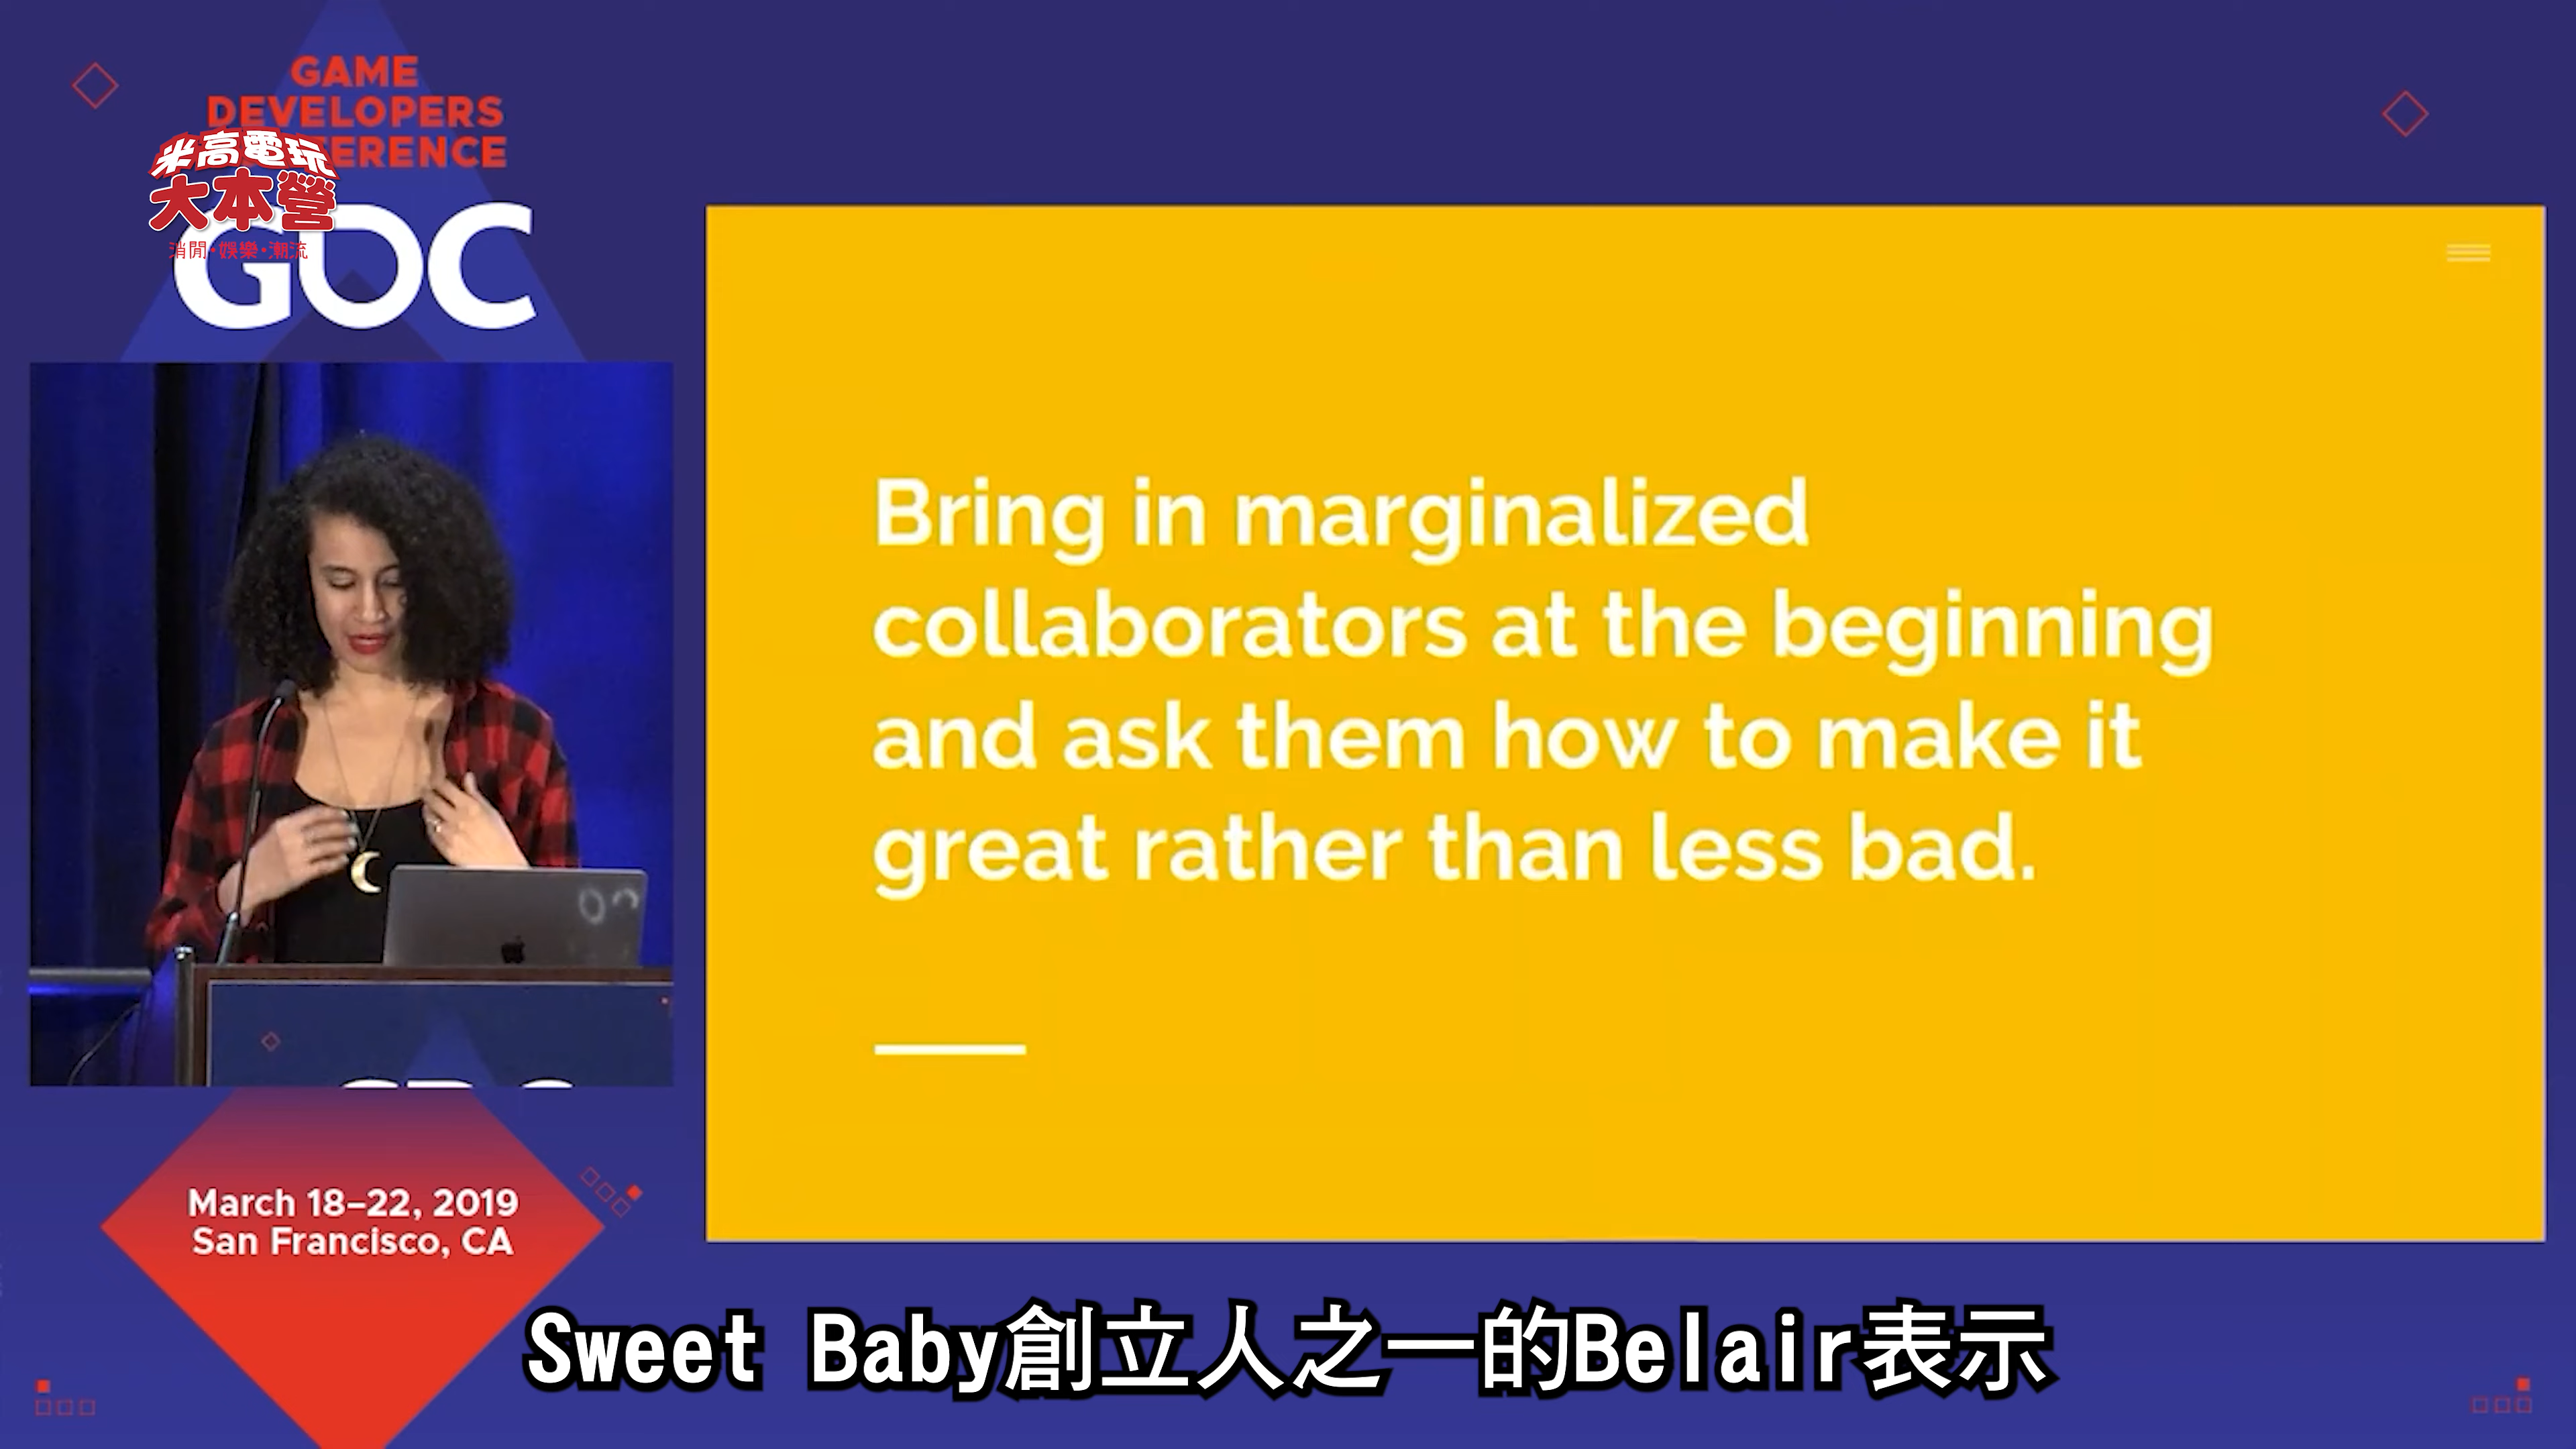 GAME
DEVELOPERS
ERENCE
米高電玩
大本營
消閒•娛樂•潮流
GDC
Bring in marginalized
collaborators at the beginning
and ask them how to make it
great rather than less bad.
March 18–22, 2019
San Francisco, CA
Sweet Baby創立人之一的Belair表示